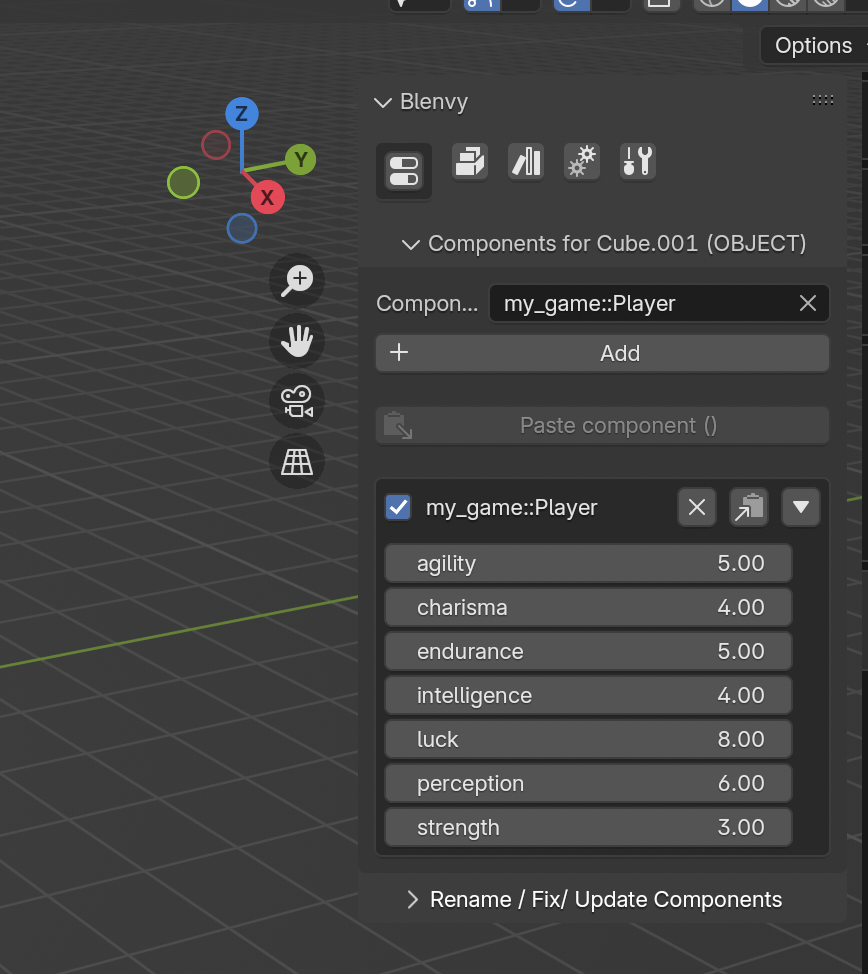 Options
Blenvy
Z
Y
X
Components for Cube.001 (OBJECT)
Compon... my_game::Player
Add
Paste component ()
my_game::Player
agility 5.00
charisma 4.00
endurance 5.00
intelligence 4.00
luck 8.00
perception 6.00
strength 3.00
Rename / Fix/ Update Components